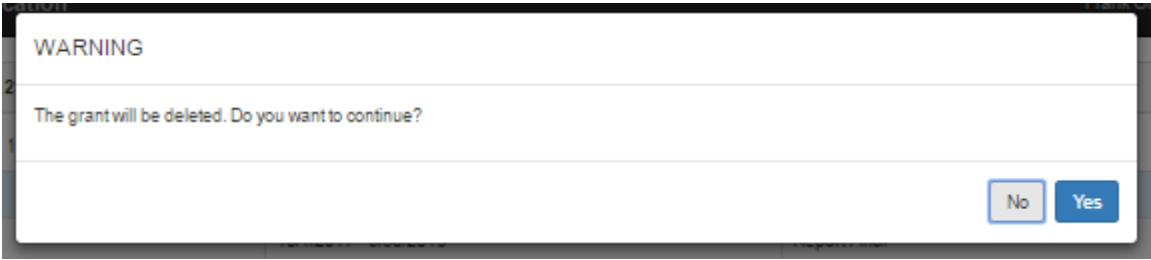 WARNING
The grant will be deleted. Do you want to continue?
No Yes